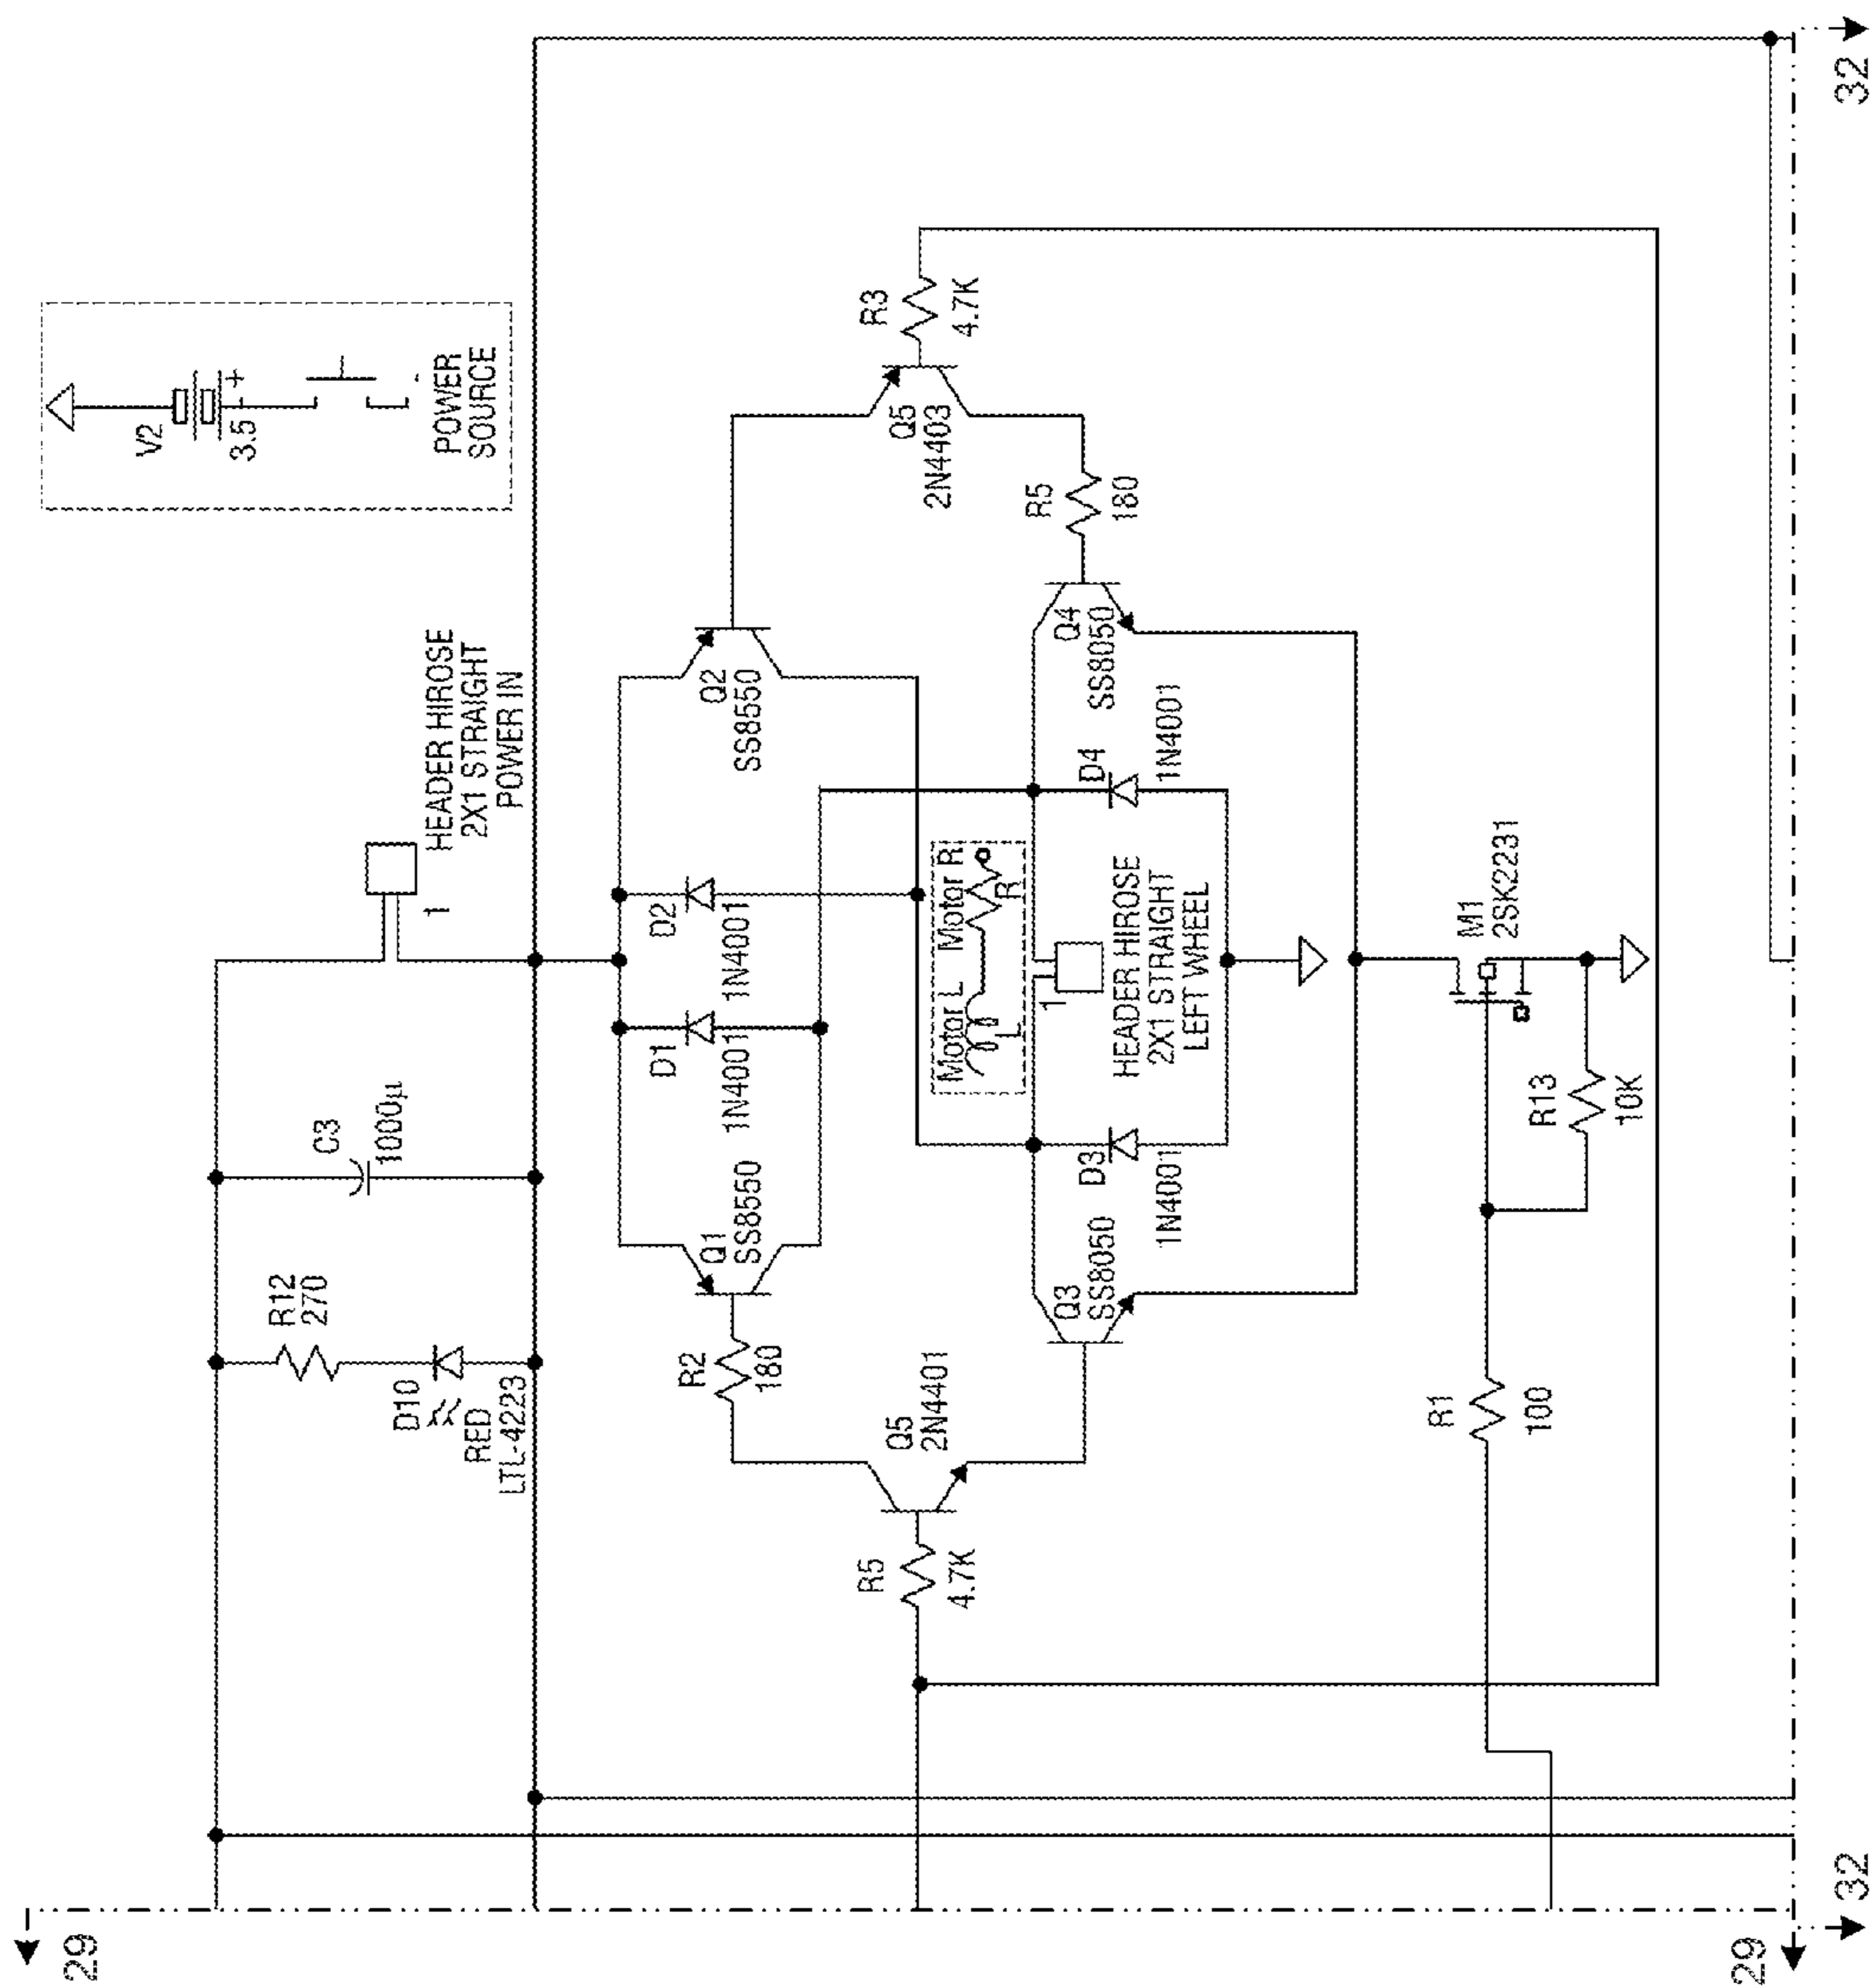 29
32
V2
3.5
+
POWER
SOURCE
HEADER HIROSE
2X1 STRAIGHT
POWER IN
1
C3
1000µ
R12
270
D10
RED
LTL-4223
Q1
SS8550
R2
180
D1
1N4001
D2
1N4001
Q2
SS8550
R3
4.7K
Q5
2N4403
R5
180
Q4
SS8050
D4
1N4001
Motor L Motor R
L
R
1
HEADER HIROSE
2X1 STRAIGHT
LEFT WHEEL
D3
1N4001
Q3
SS8050
Q5
2N4401
R5
4.7K
M1
2SK2231
R13
10K
R1
100
29
32